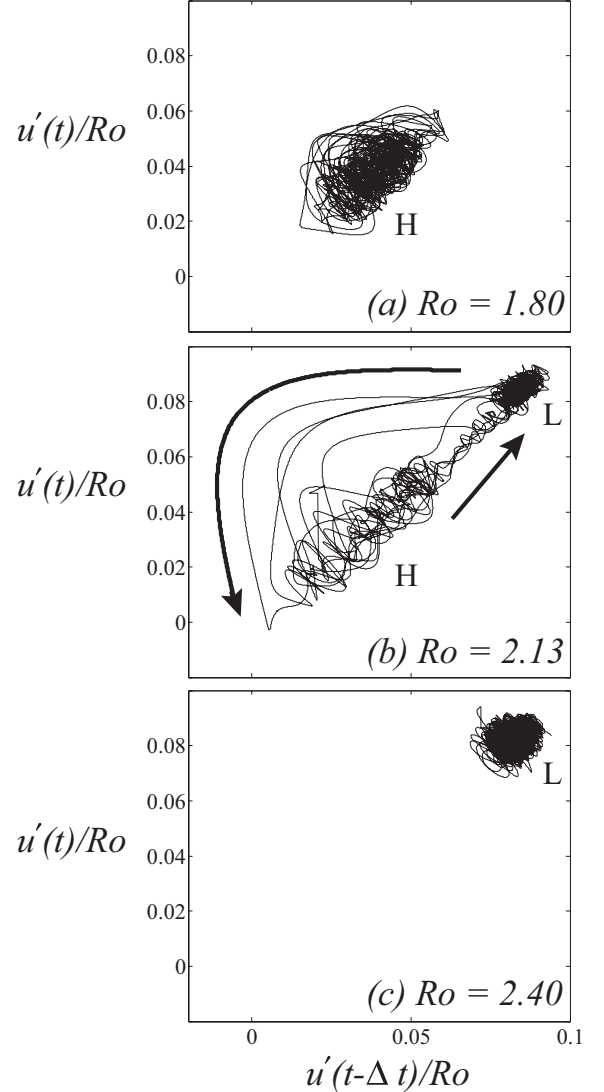 0.08
0.06
u′(t)/Ro
0.04
0.02
H
0
(a) Ro = 1.80
0.08
L
0.06
u′(t)/Ro
0.04
0.02
H
0
(b) Ro = 2.13
0.08
L
0.06
u′(t)/Ro
0.04
0.02
0
(c) Ro = 2.40
0 0.05 0.1
u′(t-Δ t)/Ro